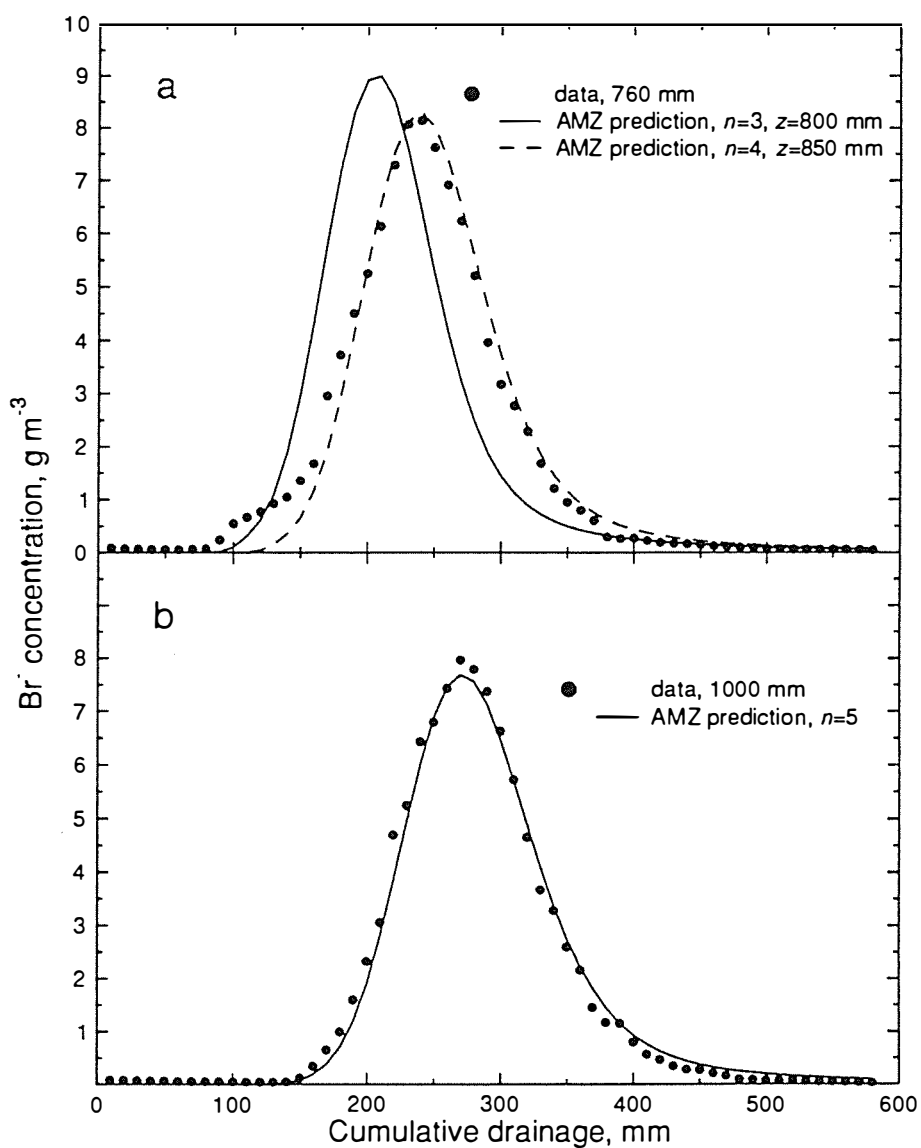 10
9
8
7
6
5
4
3
2
1
0
a
data, 760 mm
AMZ prediction, n=3, z=800 mm
AMZ prediction, n=4, z=850 mm
Br⁻ concentration, g m⁻³
b
data, 1000 mm
AMZ prediction, n=5
8
7
6
5
4
3
2
1
0 100 200 300 400 500 600
Cumulative drainage, mm